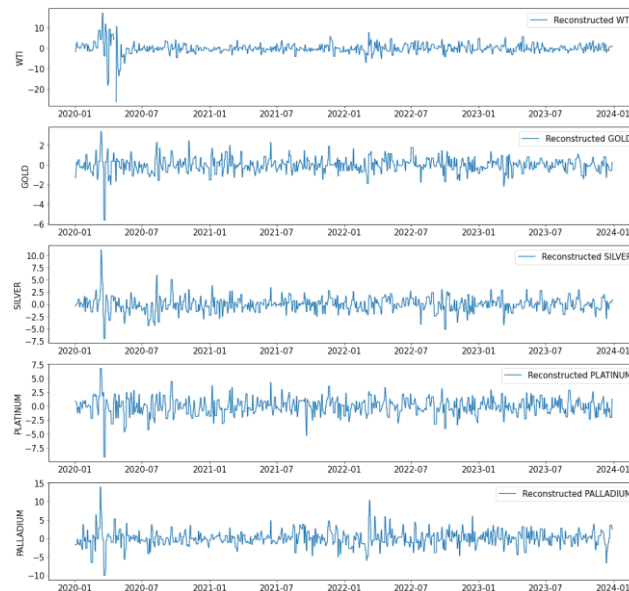 Reconstructed WTI
WTI
10
0
−10
−20
2020-01 2020-07 2021-01 2021-07 2022-01 2022-07 2023-01 2023-07 2024-01
Reconstructed GOLD
GOLD
2
0
−2
−4
−6
2020-01 2020-07 2021-01 2021-07 2022-01 2022-07 2023-01 2023-07 2024-01
Reconstructed SILVER
SILVER
10.0
7.5
5.0
2.5
0.0
−2.5
−5.0
−7.5
2020-01 2020-07 2021-01 2021-07 2022-01 2022-07 2023-01 2023-07 2024-01
Reconstructed PLATINUM
PLATINUM
7.5
5.0
2.5
0.0
−2.5
−5.0
−7.5
2020-01 2020-07 2021-01 2021-07 2022-01 2022-07 2023-01 2023-07 2024-01
Reconstructed PALLADIUM
PALLADIUM
15
10
5
0
−5
−10
2020-01 2020-07 2021-01 2021-07 2022-01 2022-07 2023-01 2023-07 2024-01